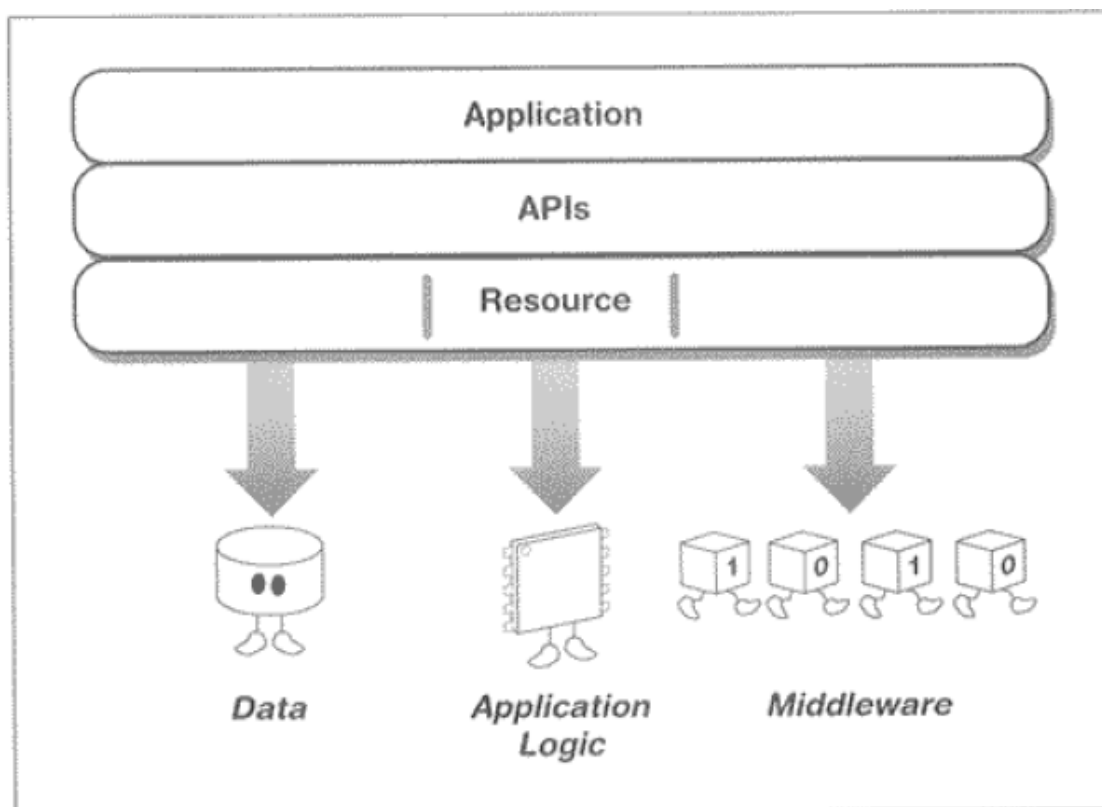 Application
APIs
Resource
1 0 1 0
Data
Application
Logic
Middleware